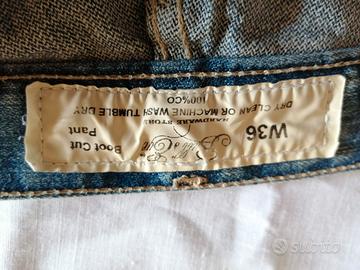 W36
DRY CLEAN OR MACHINE WASH TUMBLE DRY
100%CO
HARDWARE STORE
Boot Cut
Pant
subito